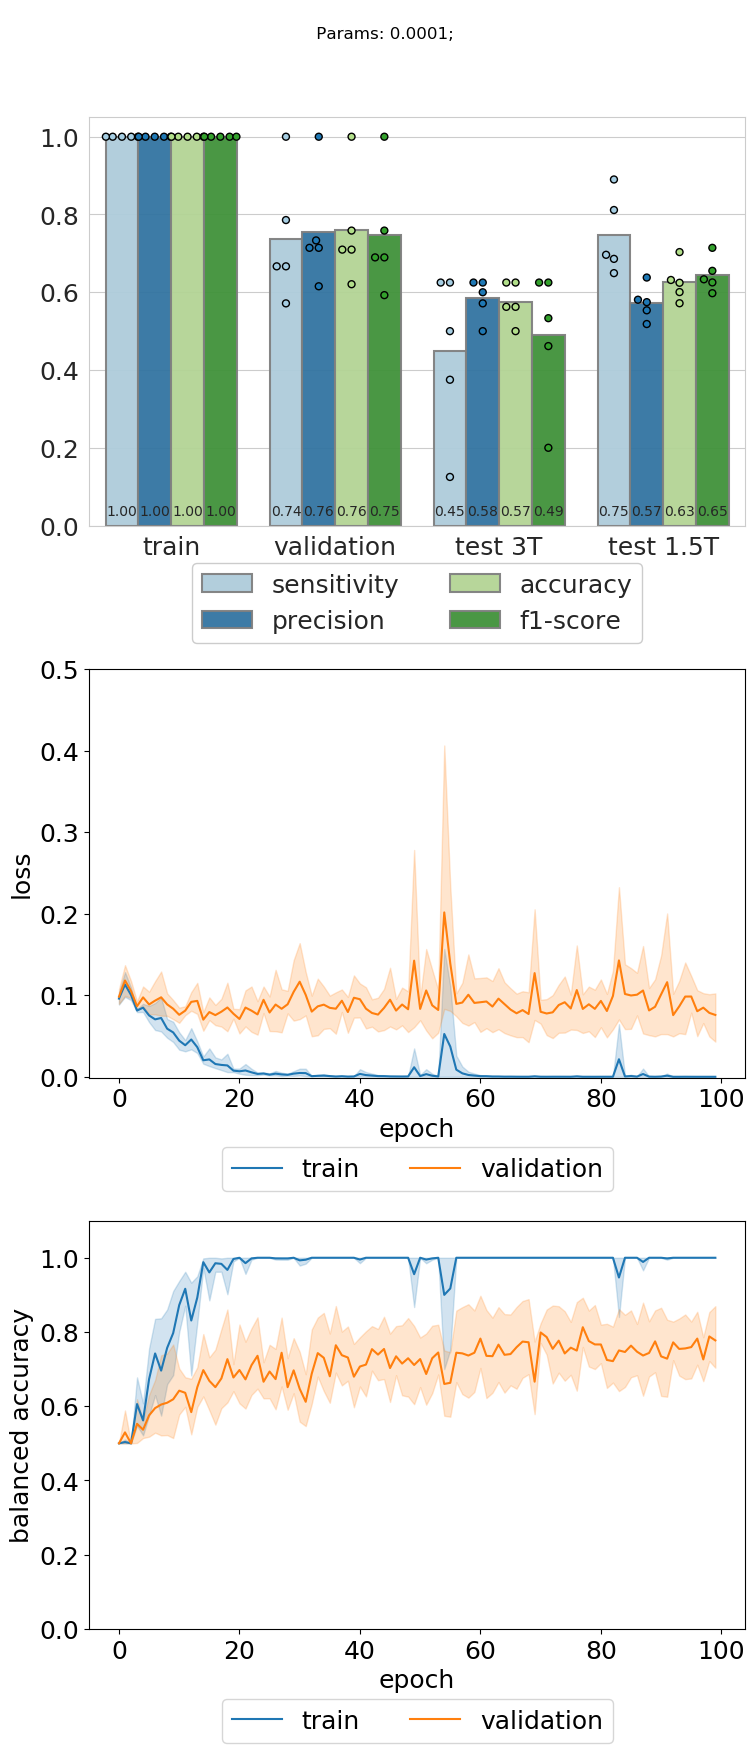 Params: 0.0001;
1.0
0.8
0.6
0.4
0.2
0.0
1.00 1.00 1.00 1.00 0.74 0.76 0.76 0.75 0.45 0.58 0.57 0.49 0.75 0.57 0.63 0.65
train validation test 3T test 1.5T
sensitivity accuracy
precision f1-score
0.5
0.4
0.3
0.2
0.1
0.0
loss
0 20 40 60 80 100
epoch
train validation
1.0
0.8
0.6
0.4
0.2
0.0
balanced accuracy
0 20 40 60 80 100
epoch
train validation